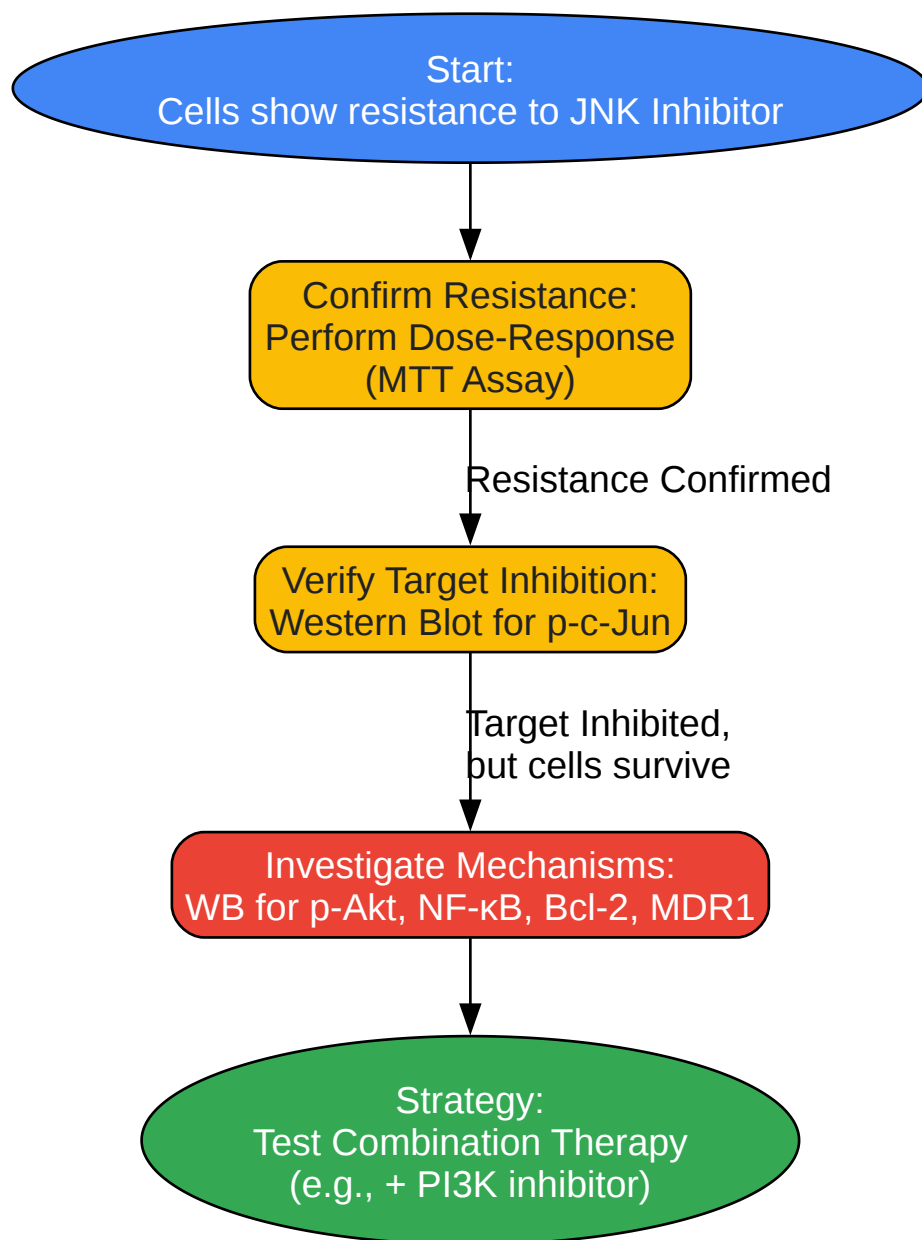 Start:
Cells show resistance to JNK Inhibitor
Confirm Resistance:
Perform Dose-Response
(MTT Assay)
Resistance Confirmed
Verify Target Inhibition:
Western Blot for p-c-Jun
Target Inhibited,
but cells survive
Investigate Mechanisms:
WB for p-Akt, NF-κB, Bcl-2, MDR1
Strategy:
Test Combination Therapy
(e.g., + PI3K inhibitor)